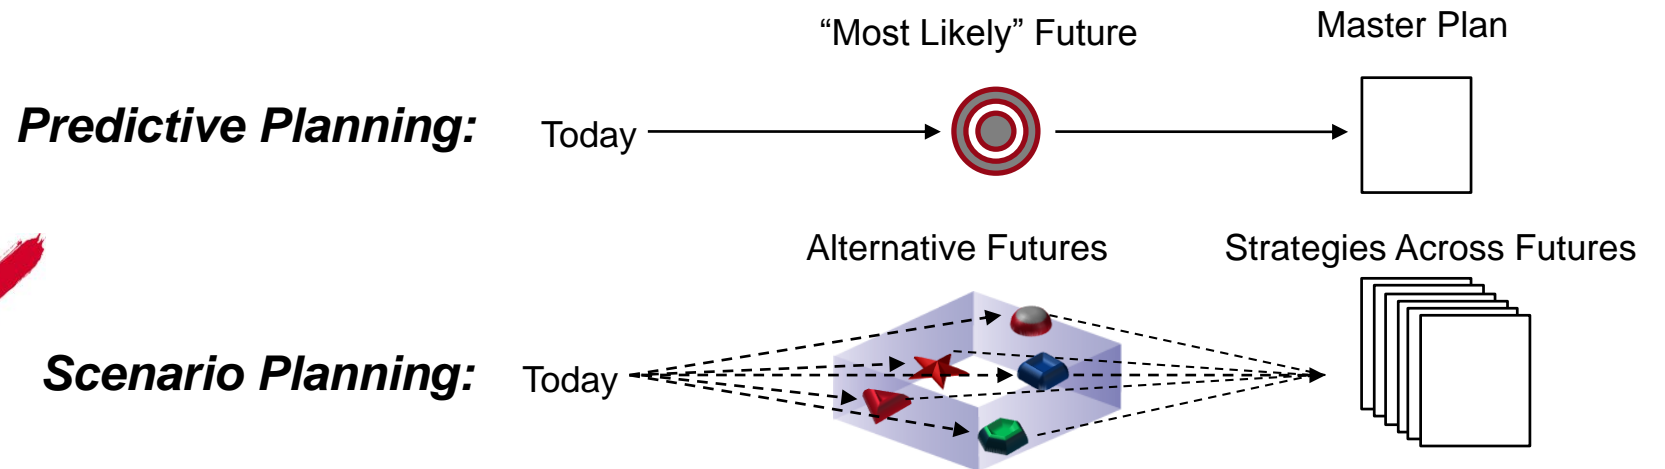 “Most Likely” Future
Master Plan
Predictive Planning:
Today
Alternative Futures
Strategies Across Futures
Scenario Planning:
Today